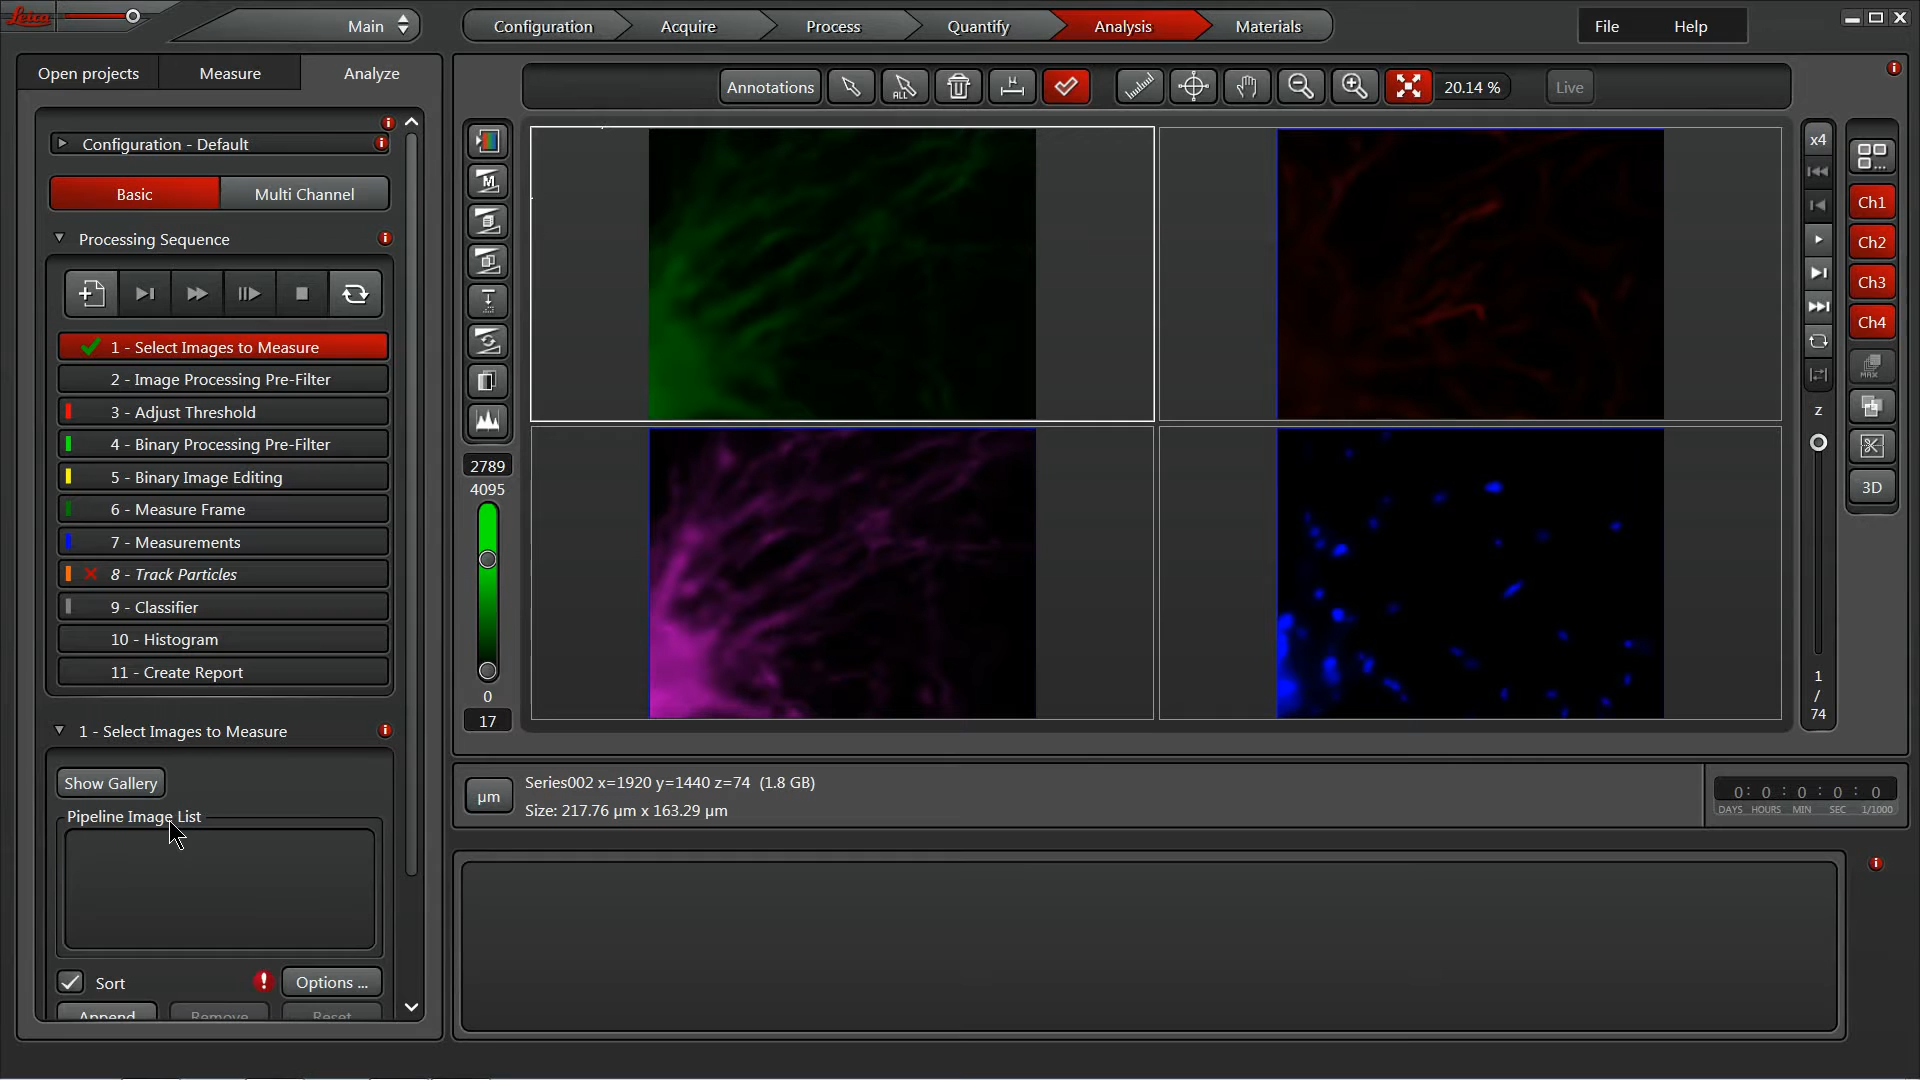 Leica
Main
Configuration
Acquire
Process
Quantify
Analysis
Materials
File
Help
Open projects
Measure
Analyze
Annotations
ALL
20.14 %
Live
Configuration - Default
Basic
Multi Channel
Processing Sequence
1 - Select Images to Measure
2 - Image Processing Pre-Filter
3 - Adjust Threshold
4 - Binary Processing Pre-Filter
5 - Binary Image Editing
6 - Measure Frame
7 - Measurements
8 - Track Particles
9 - Classifier
10 - Histogram
11 - Create Report
1 - Select Images to Measure
Show Gallery
Pipeline Image List
Sort
Options ...
Append
Remove
Reset
M
2789
4095
0
17
x4
z
1
/
74
Ch1
Ch2
Ch3
Ch4
MAX
3D
µm
Series002 x=1920 y=1440 z=74 (1.8 GB)
Size: 217.76 µm x 163.29 µm
0: 0: 0: 0: 0
DAYS HOURS MIN SEC 1/1000